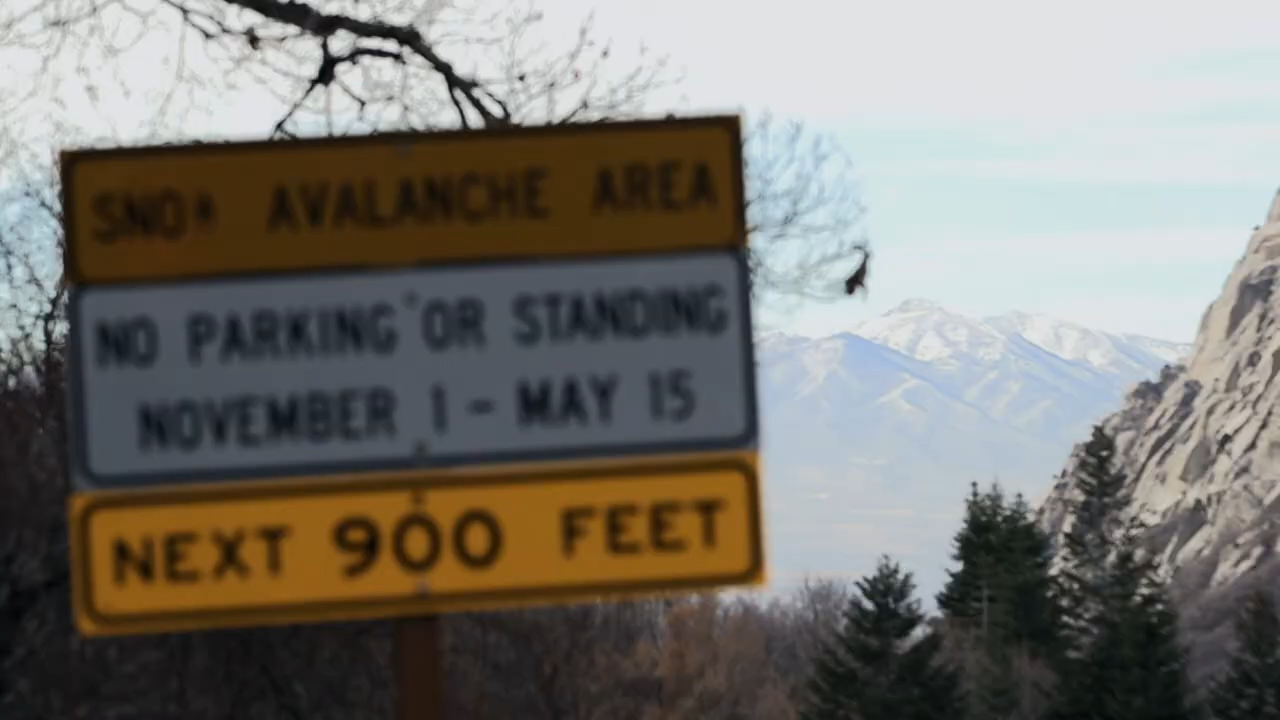 AVALANCHE AREA
NO PARKING OR STANDING
NOVEMBER 1 - MAY 15
NEXT 900 FEET